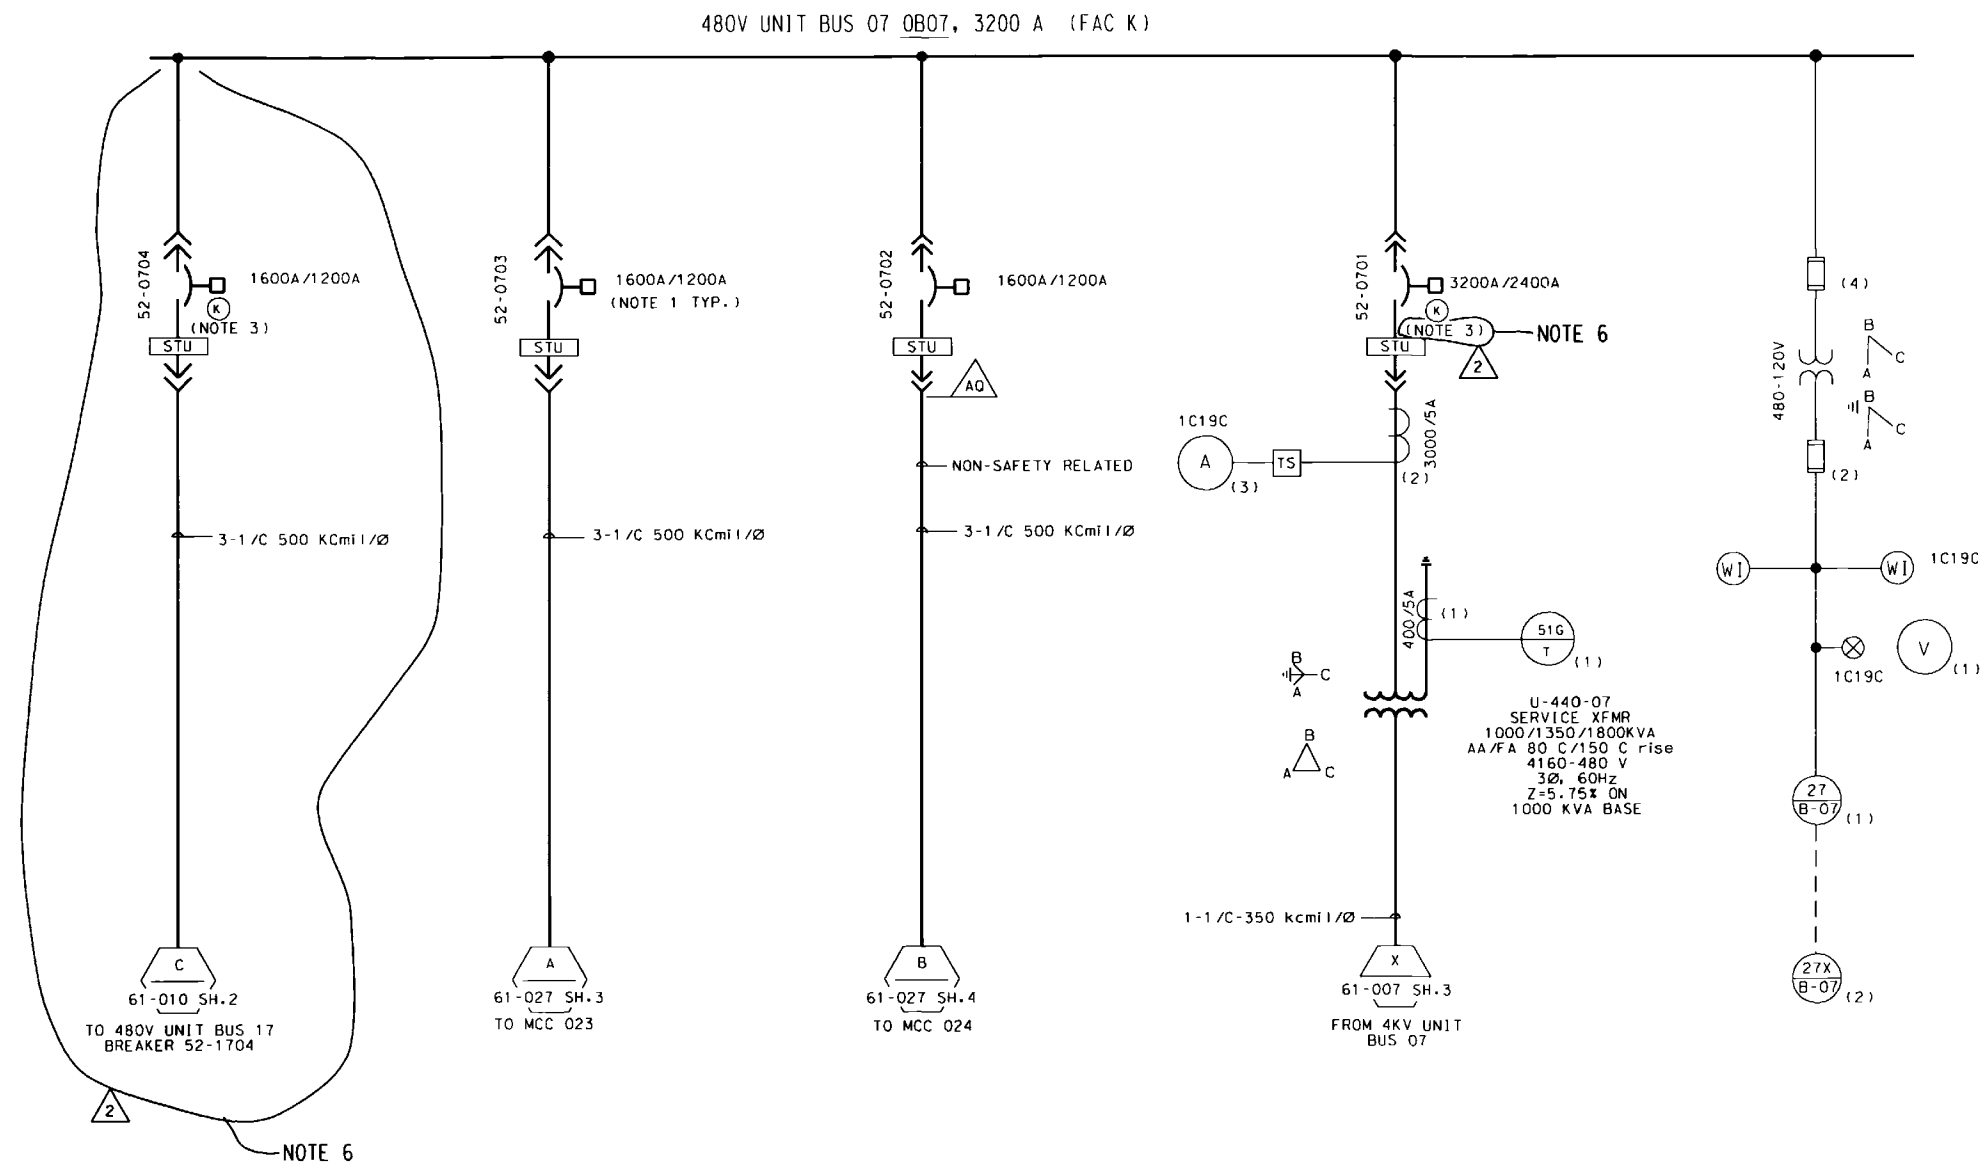 480V UNIT BUS 07 0B07, 3200 A (FAC K)
52-0704
1600A/1200A
K
(NOTE 3)
STU
3-1/C 500 KCmil/Ø
C
61-010 SH.2
TO 480V UNIT BUS 17
BREAKER 52-1704
2
NOTE 6
52-0703
1600A/1200A
(NOTE 1 TYP.)
STU
3-1/C 500 KCmil/Ø
A
61-027 SH.3
TO MCC 023
52-0702
1600A/1200A
STU
AQ
NON-SAFETY RELATED
3-1/C 500 KCmil/Ø
B
61-027 SH.4
TO MCC 024
52-0701
3200A/2400A
K
(NOTE 3)
NOTE 6
STU
2
3000/5A
(2)
1C19C
A
(3)
TS
400/5A
(1)
51G
T
(1)
B
C
A
B
A
C
U-440-07
SERVICE XFMR
1000/1350/1800KVA
AA/FA 80 C/150 C rise
4160-480 V
3Ø, 60Hz
Z=5.75% ON
1000 KVA BASE
1-1/C-350 kcmil/Ø
X
61-007 SH.3
FROM 4KV UNIT
BUS 07
(4)
480-120V
B
C
A
B
C
A
(2)
WI
WI
1C19C
1C19C
V
(1)
27
B-07
(1)
27X
B-07
(2)